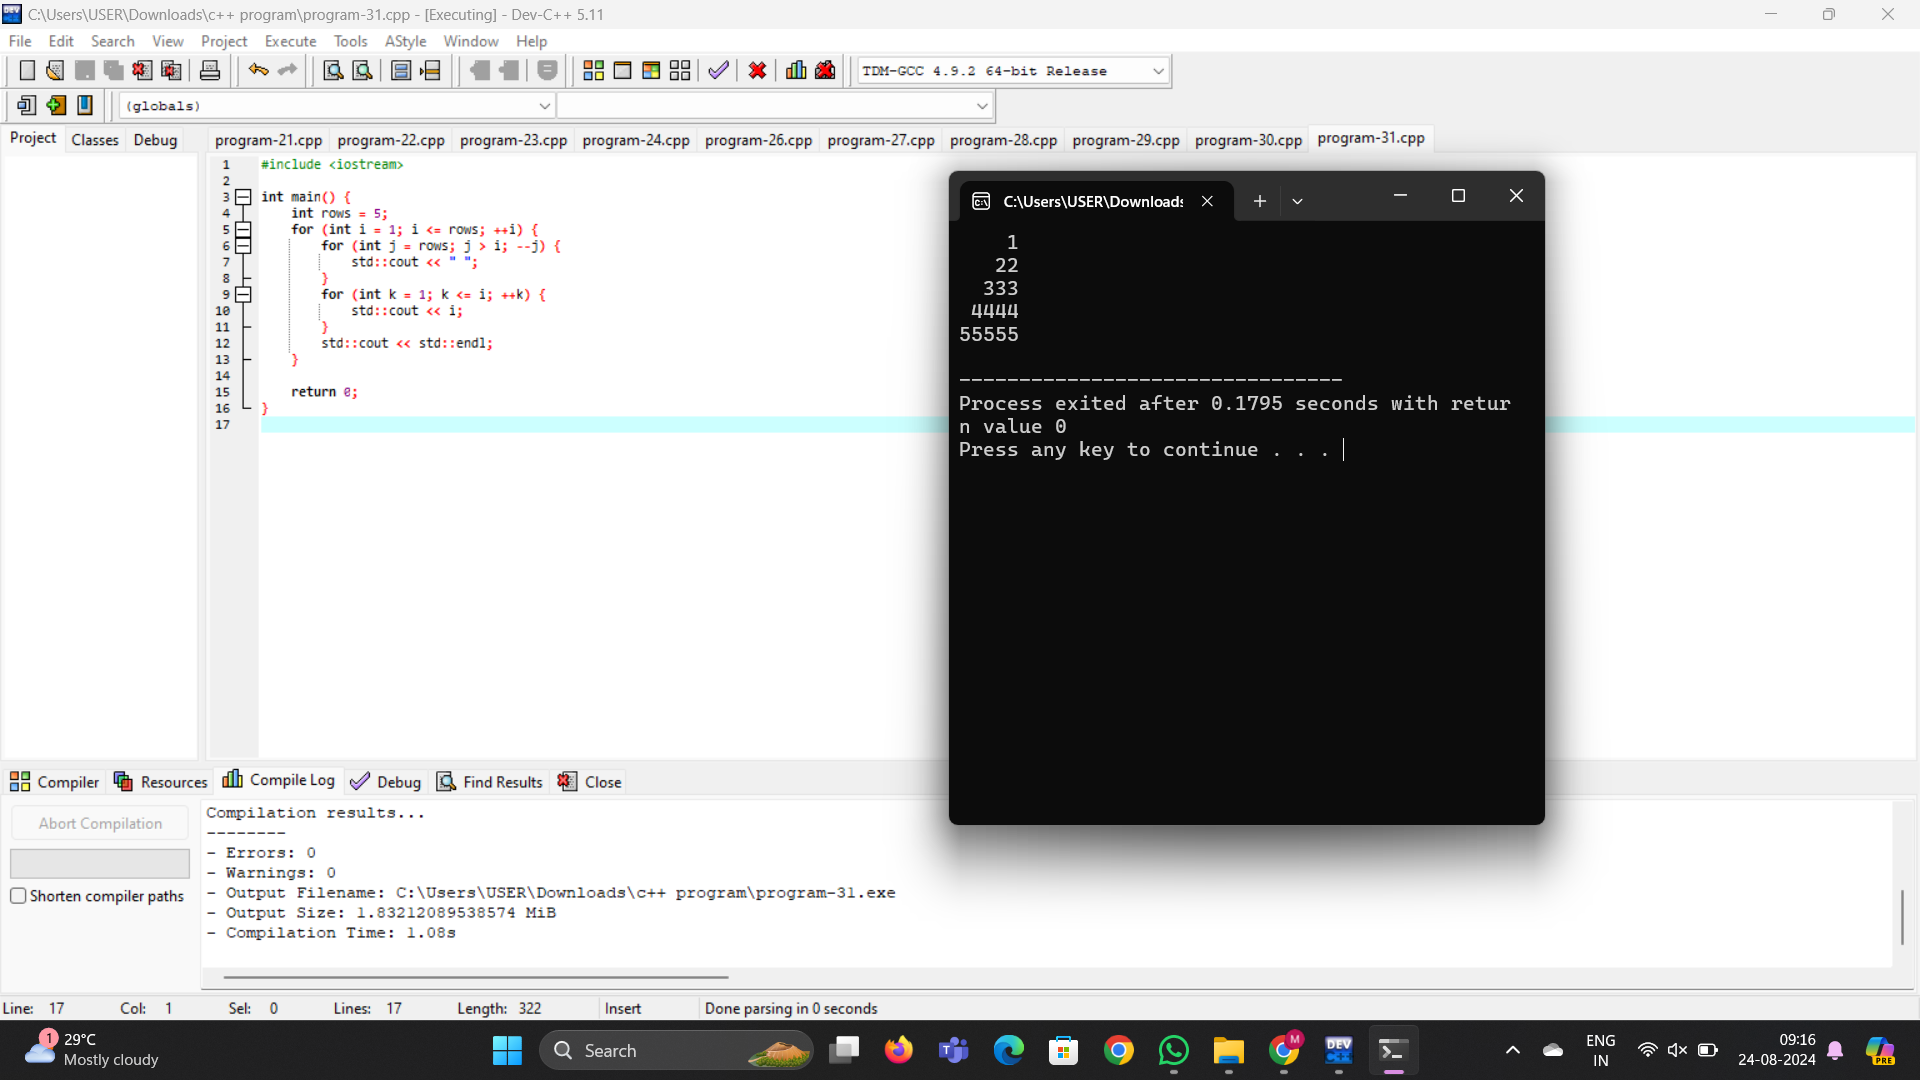 C:\Users\USER\Downloads\c++ program\program-31.cpp - [Executing] - Dev-C++ 5.11
File Edit Search View Project Execute Tools AStyle Window Help
TDM-GCC 4.9.2 64-bit Release
(globals)
Project Classes Debug
program-21.cpp program-22.cpp program-23.cpp program-24.cpp program-26.cpp program-27.cpp program-28.cpp program-29.cpp program-30.cpp program-31.cpp
1 #include <iostream>
2
3 int main() {
4     int rows = 5;
5     for (int i = 1; i <= rows; ++i) {
6         for (int j = rows; j > i; --j) {
7             std::cout << " ";
8         }
9         for (int k = 1; k <= i; ++k) {
10             std::cout << i;
11         }
12         std::cout << std::endl;
13     }
14
15     return 0;
16 }
17
C:\Users\USER\Downloads
    1
   22
  333
 4444
55555
--------------------------------
Process exited after 0.1795 seconds with retur
n value 0
Press any key to continue . . .
Compiler Resources Compile Log Debug Find Results Close
Abort Compilation
Shorten compiler paths
Compilation results...
--------
- Errors: 0
- Warnings: 0
- Output Filename: C:\Users\USER\Downloads\c++ program\program-31.exe
- Output Size: 1.83212089538574 MiB
- Compilation Time: 1.08s
Line: 17 Col: 1 Sel: 0 Lines: 17 Length: 322 Insert Done parsing in 0 seconds
1
29°C
Mostly cloudy
Search
M
DEV
C++
PRE
ENG
IN
09:16
24-08-2024